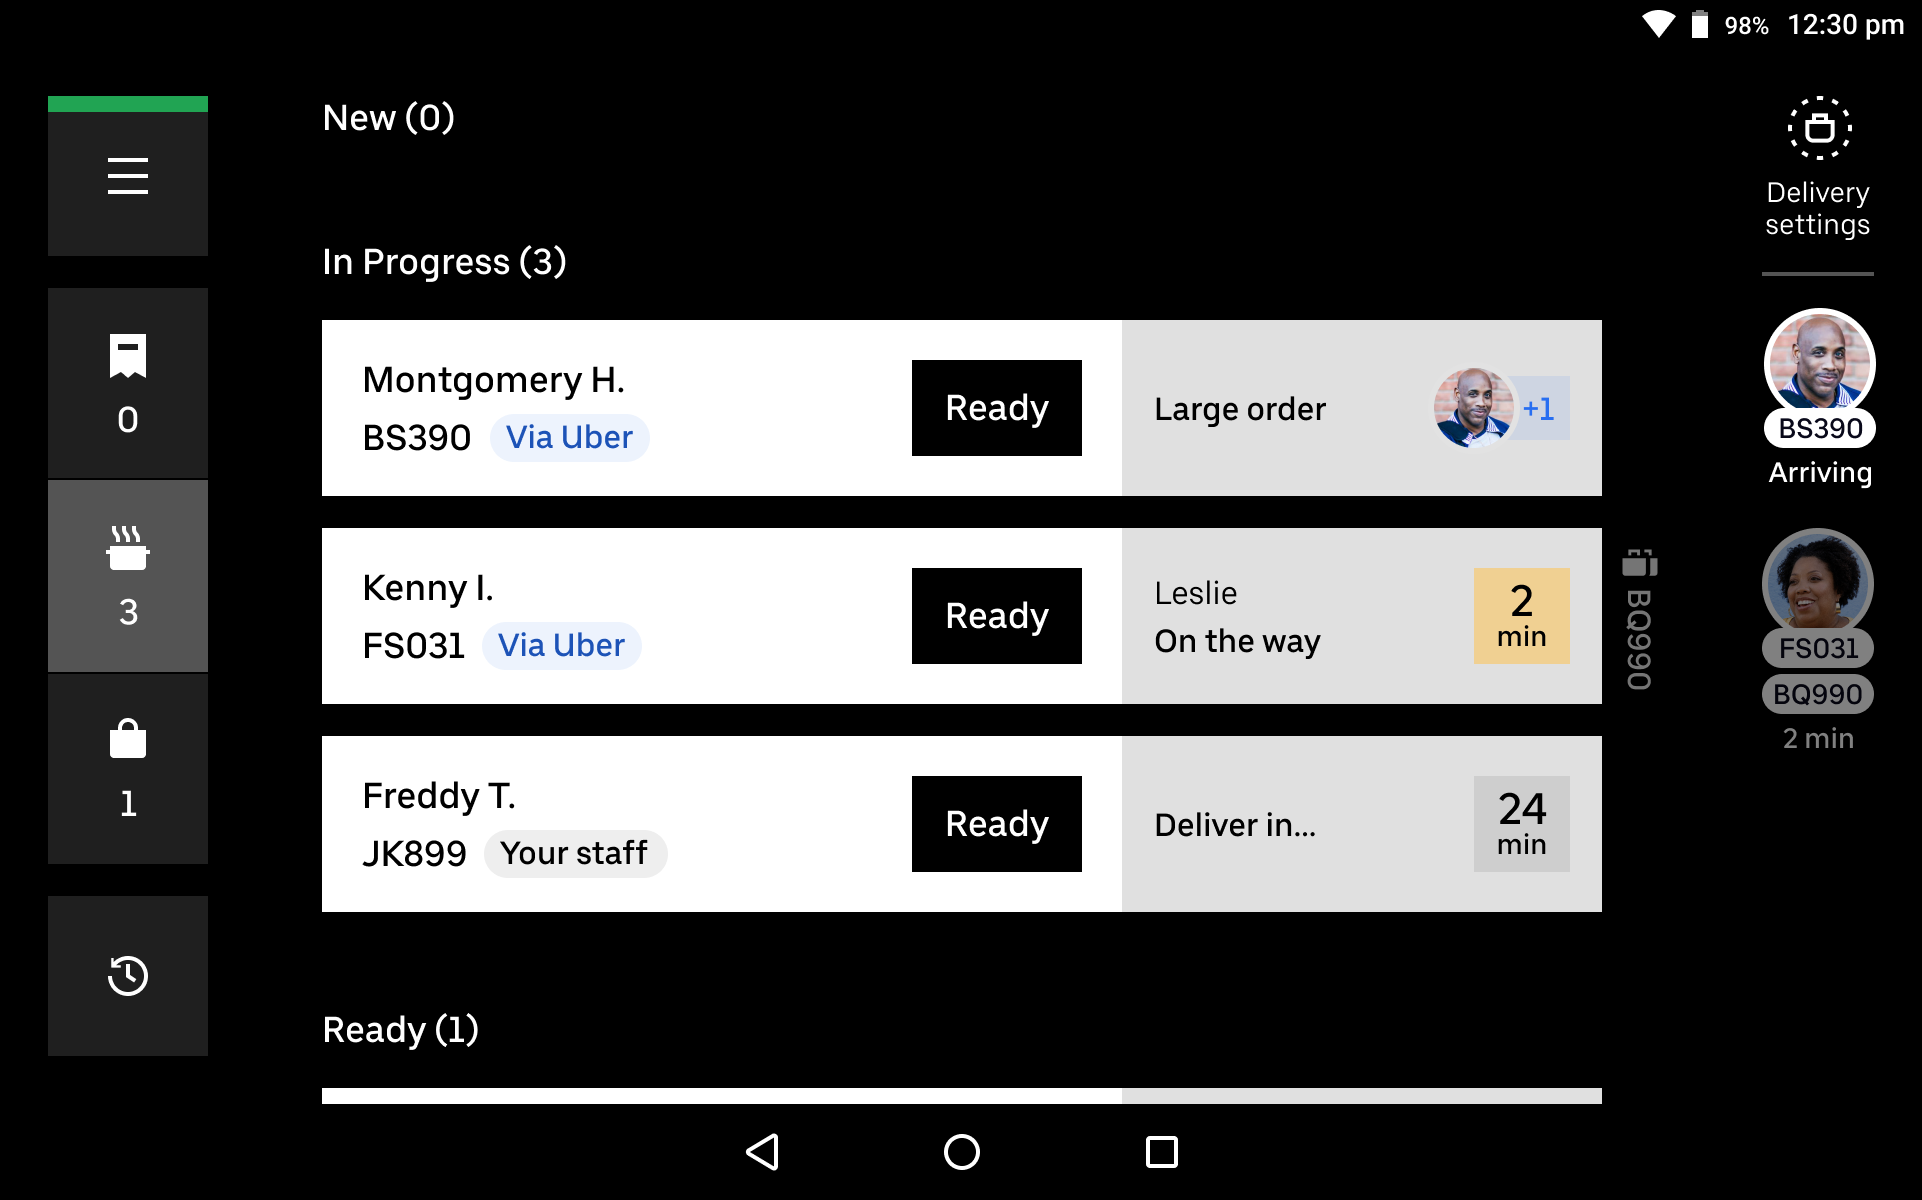 98% 12:30 pm
New (0)
Delivery
settings
In Progress (3)
0
3
1
Montgomery H.
BS390 Via Uber
Ready
Large order
+1
Kenny I.
FS031 Via Uber
Ready
Leslie
On the way
2
min
BQ990
Freddy T.
JK899 Your staff
Ready
Deliver in...
24
min
Ready (1)
BS390
Arriving
FS031
BQ990
2 min